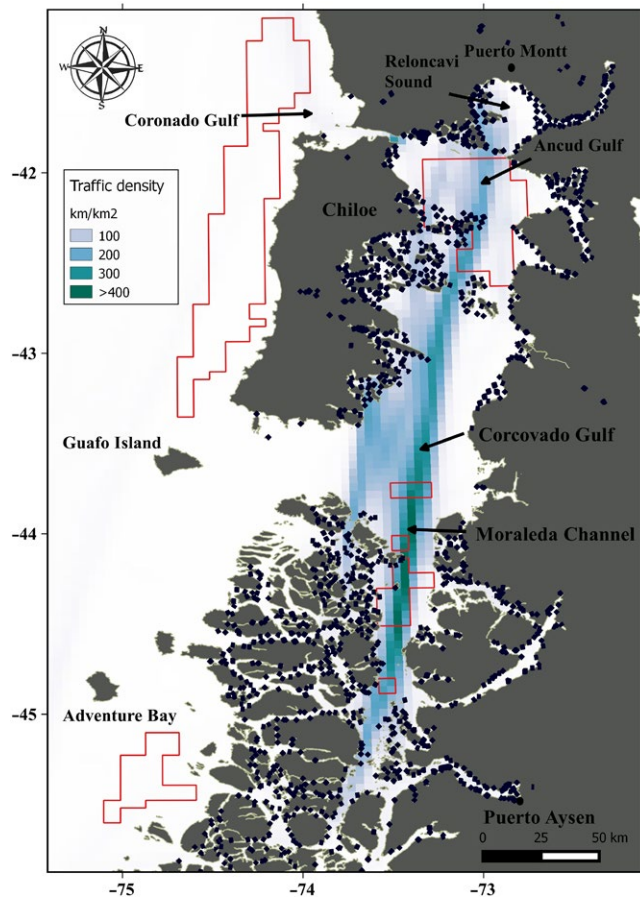 N
W
E
S
Puerto Montt
Reloncavi
Sound
Coronado Gulf
Ancud Gulf
−42
Traffic density
km/km2
100
200
300
>400
Chiloe
−43
Guafo Island
Corcovado Gulf
−44
Moraleda Channel
−45
Adventure Bay
Puerto Aysen
0 25 50 km
−75 −74 −73